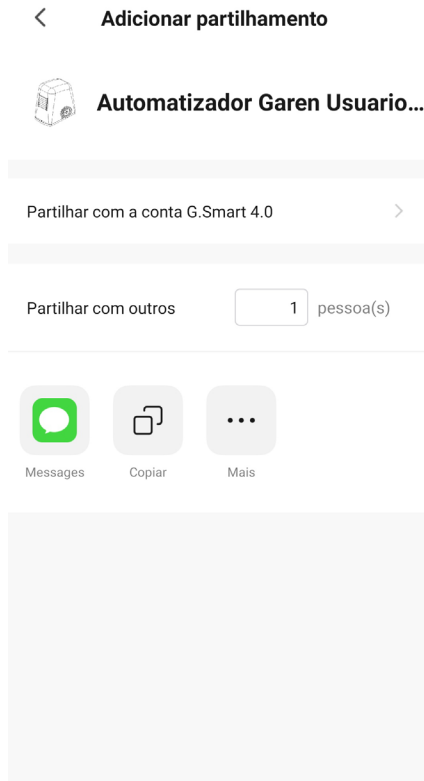 Adicionar partilhamento
Automatizador Garen Usuario...
Partilhar com a conta G.Smart 4.0
Partilhar com outros 1 pessoa(s)
Messages Copiar Mais